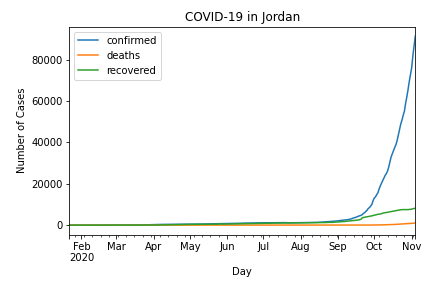 COVID-19 in Jordan
confirmed
deaths
recovered
Number of Cases
80000
60000
40000
20000
0
Feb Mar Apr May Jun Jul Aug Sep Oct Nov
2020
Day